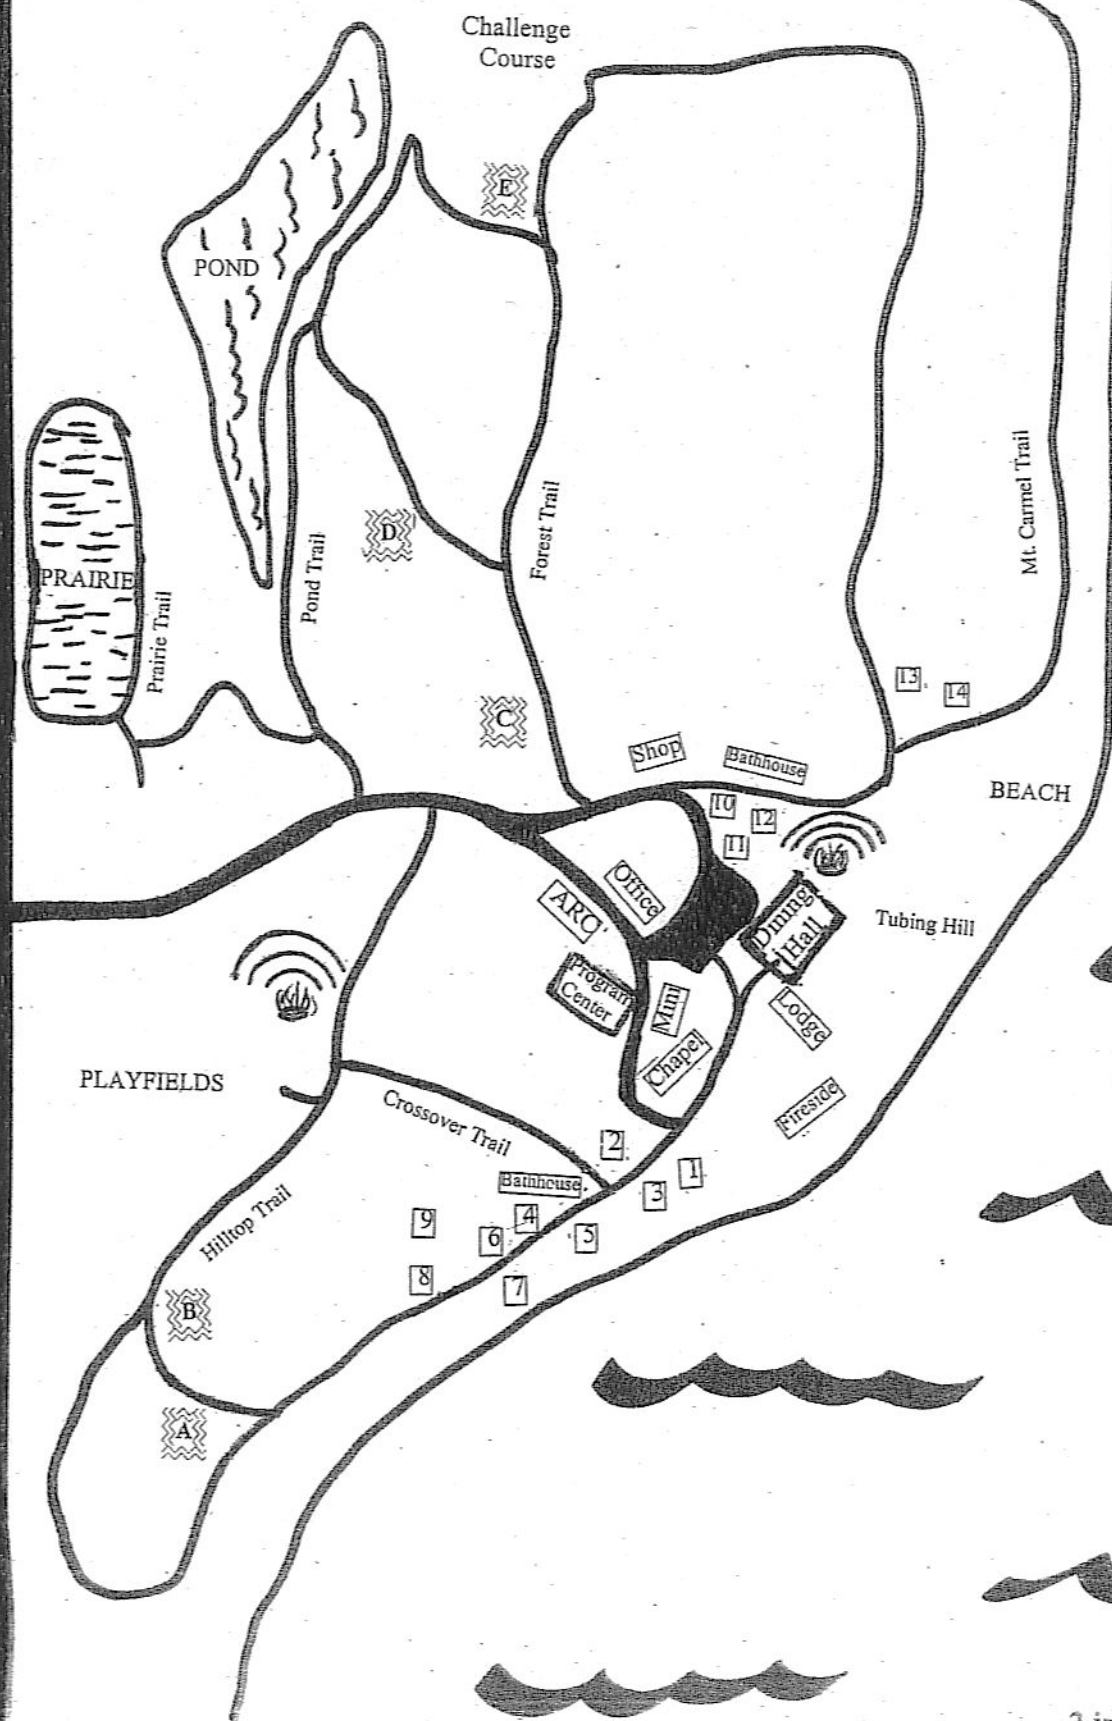 Challenge
Course
E
POND
D
Forest Trail
Mt. Carmel Trail
PRAIRIE
Pond Trail
Prairie Trail
13
14
C
Shop
Bathhouse
BEACH
10
12
11
Office
ARC
Dining
Hall
Tubing Hill
Program
Center
Mini
Lodge
Chapel
PLAYFIELDS
Crossover Trail
Fireside
2
1
Bathhouse
3
Hilltop Trail
9
4
6
5
8
7
B
A